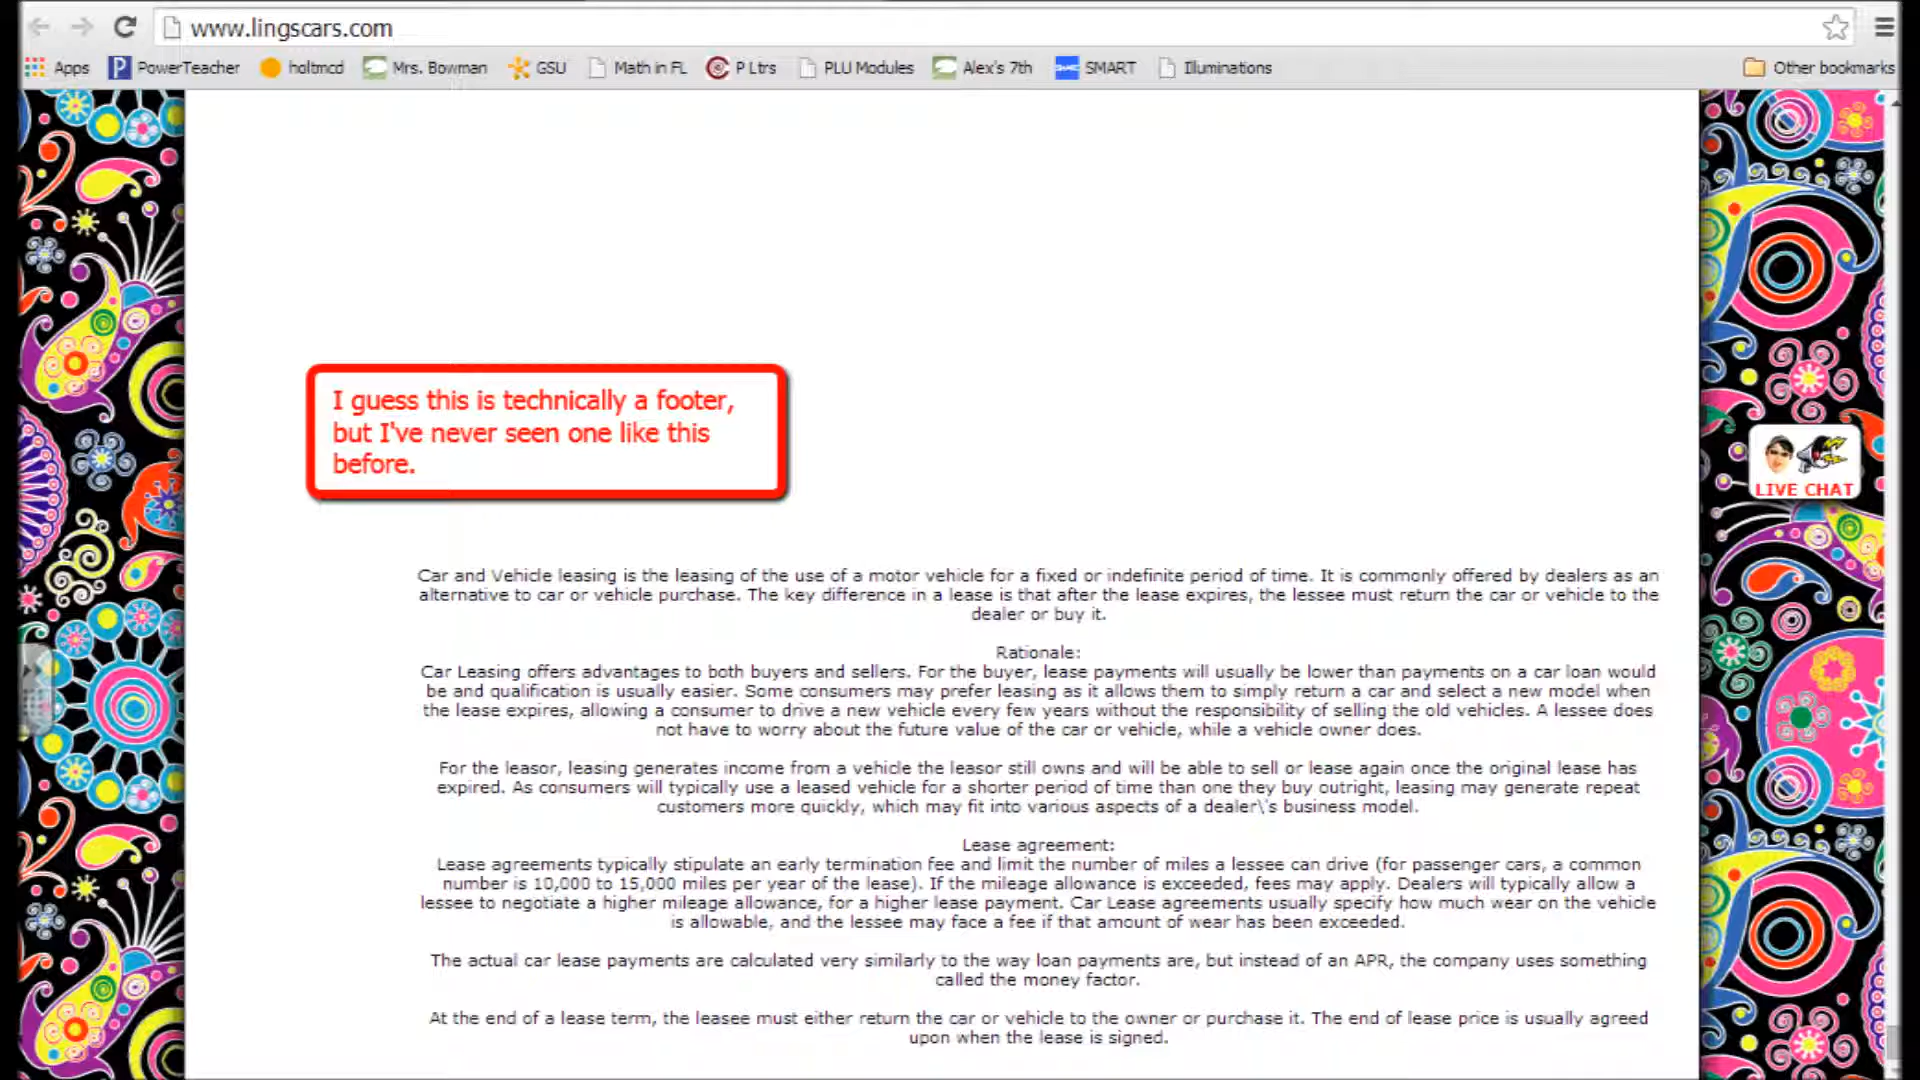 www.lingscars.com
Apps PowerTeacher holtmcd Mrs. Bowman GSU Math in FL P Ltrs PLU Modules Alex's 7th SMART Illuminations Other bookmarks
I guess this is technically a footer,
but I've never seen one like this
before.
LIVE CHAT
Car and Vehicle leasing is the leasing of the use of a motor vehicle for a fixed or indefinite period of time. It is commonly offered by dealers as an
alternative to car or vehicle purchase. The key difference in a lease is that after the lease expires, the lessee must return the car or vehicle to the
dealer or buy it.
Rationale:
Car Leasing offers advantages to both buyers and sellers. For the buyer, lease payments will usually be lower than payments on a car loan would
be and qualification is usually easier. Some consumers may prefer leasing as it allows them to simply return a car and select a new model when
the lease expires, allowing a consumer to drive a new vehicle every few years without the responsibility of selling the old vehicles. A lessee does
not have to worry about the future value of the car or vehicle, while a vehicle owner does.
For the leasor, leasing generates income from a vehicle the leasor still owns and will be able to sell or lease again once the original lease has
expired. As consumers will typically use a leased vehicle for a shorter period of time than one they buy outright, leasing may generate repeat
customers more quickly, which may fit into various aspects of a dealer\'s business model.
Lease agreement:
Lease agreements typically stipulate an early termination fee and limit the number of miles a lessee can drive (for passenger cars, a common
number is 10,000 to 15,000 miles per year of the lease). If the mileage allowance is exceeded, fees may apply. Dealers will typically allow a
lessee to negotiate a higher mileage allowance, for a higher lease payment. Car Lease agreements usually specify how much wear on the vehicle
is allowable, and the lessee may face a fee if that amount of wear has been exceeded.
The actual car lease payments are calculated very similarly to the way loan payments are, but instead of an APR, the company uses something
called the money factor.
At the end of a lease term, the leasee must either return the car or vehicle to the owner or purchase it. The end of lease price is usually agreed
upon when the lease is signed.